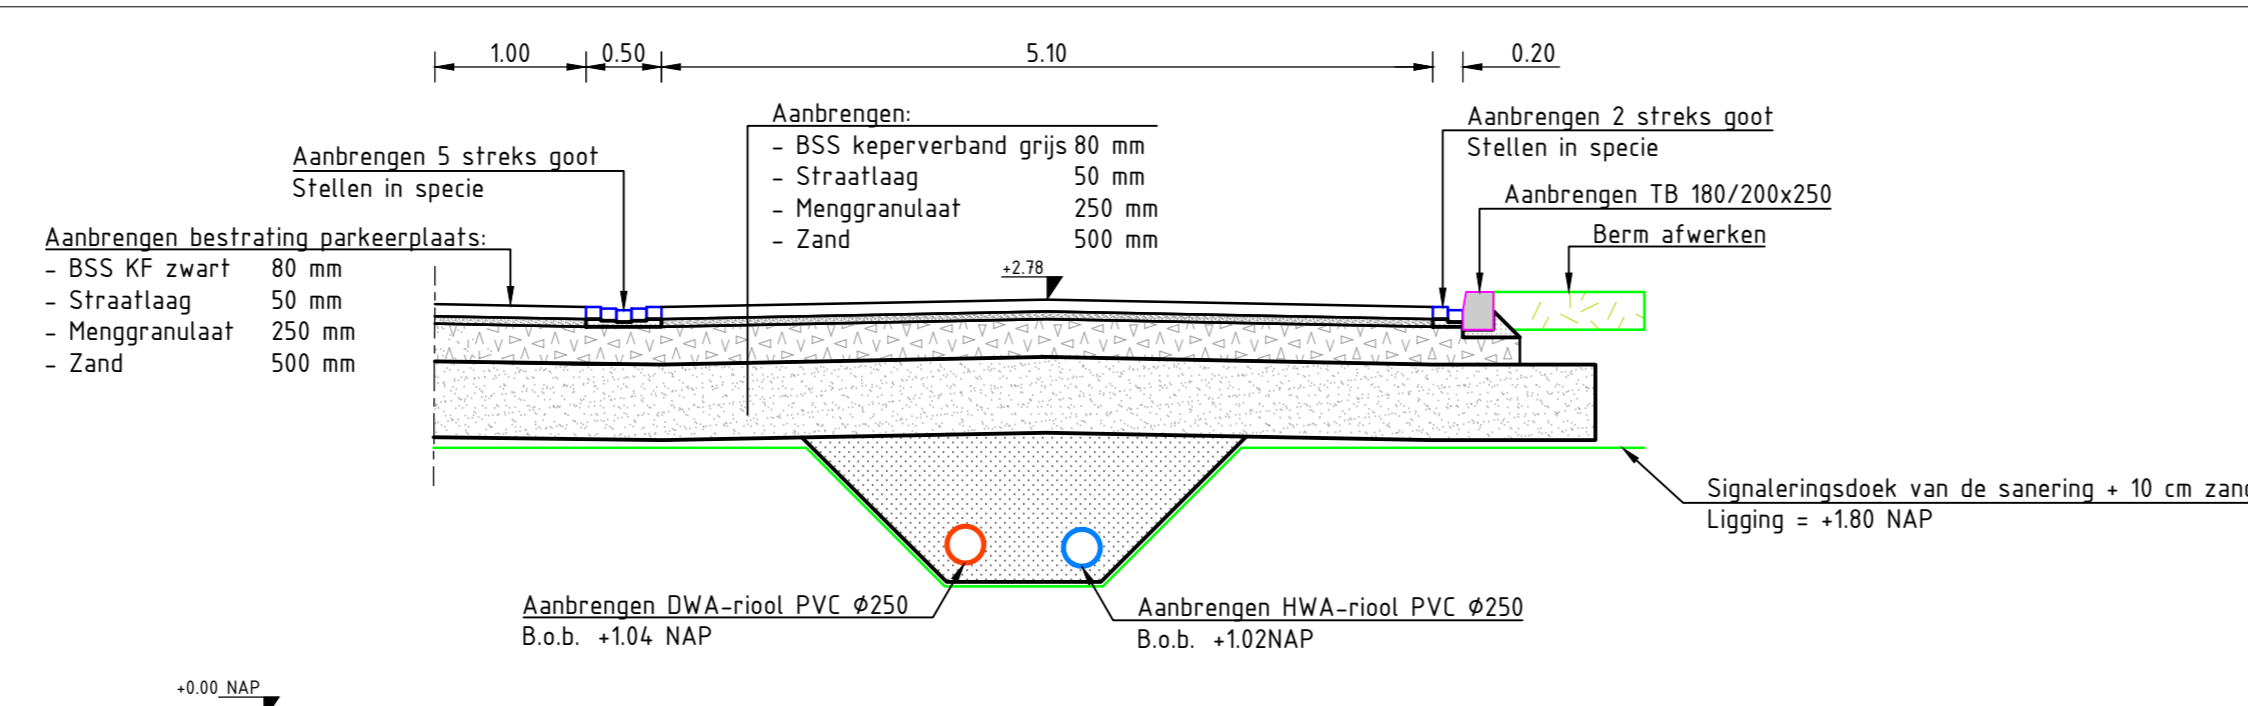 1.00 0.50 5.10 0.20
Aanbrengen 5 streks goot
Stellen in specie
Aanbrengen bestrating parkeerplaats:
- BSS KF zwart 80 mm
- Straatlaag 50 mm
- Menggranulaat 250 mm
- Zand 500 mm
Aanbrengen:
- BSS keperverband grijs 80 mm
- Straatlaag 50 mm
- Menggranulaat 250 mm
- Zand 500 mm
+2.78
Aanbrengen 2 streks goot
Stellen in specie
Aanbrengen TB 180/200x250
Berm afwerken
Signaleringsdoek van de sanering + 10 cm zand
Ligging = +1.80 NAP
Aanbrengen DWA-riool PVC Ø250
B.o.b. +1.04 NAP
Aanbrengen HWA-riool PVC Ø250
B.o.b. +1.02NAP
+0.00 NAP